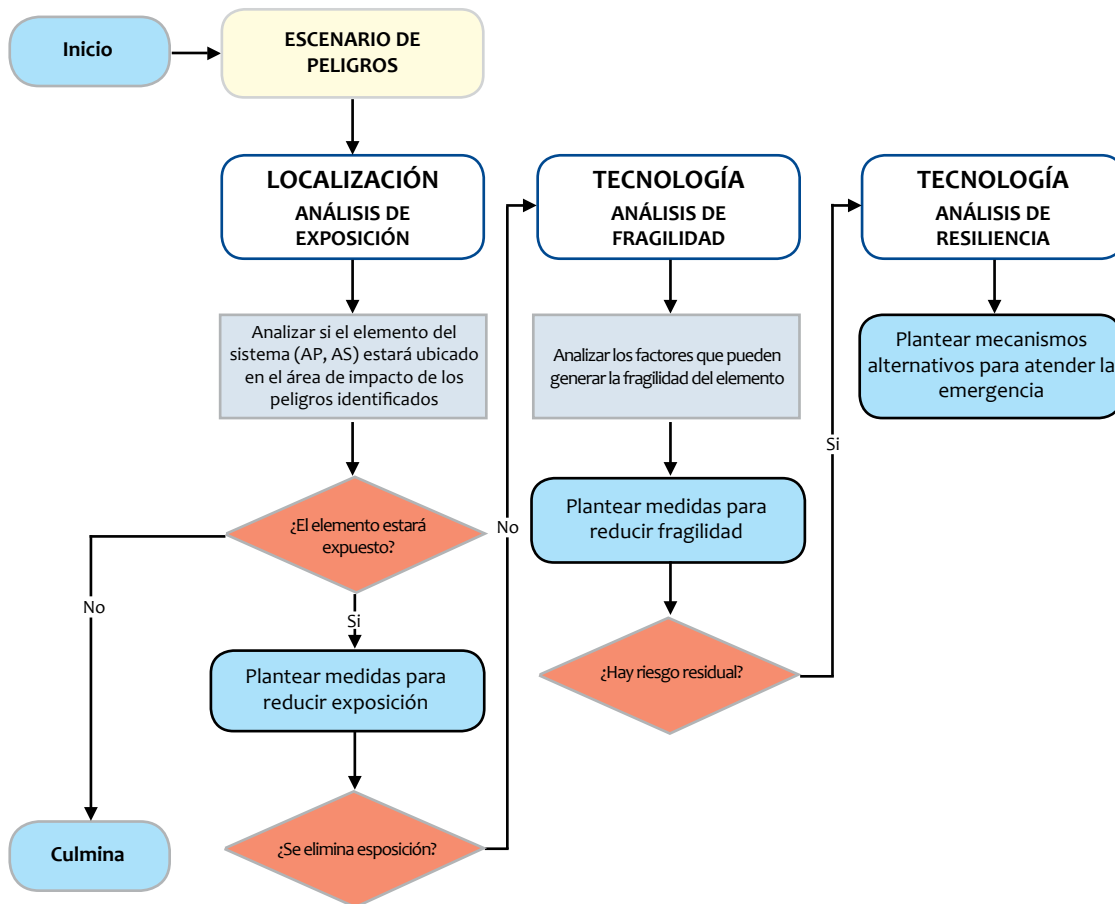 Inicio
ESCENARIO DE
PELIGROS
LOCALIZACIÓN
ANÁLISIS DE
EXPOSICIÓN
Analizar si el elemento del
sistema (AP, AS) estará ubicado
en el área de impacto de los
peligros identificados
¿El elemento estará
expuesto?
No
Si
Plantear medidas para
reducir exposición
¿Se elimina esposición?
Culmina
No
TECNOLOGÍA
ANÁLISIS DE
FRAGILIDAD
Analizar los factores que pueden
generar la fragilidad del elemento
Plantear medidas para
reducir fragilidad
¿Hay riesgo residual?
Si
TECNOLOGÍA
ANÁLISIS DE
RESILIENCIA
Plantear mecanismos
alternativos para atender la
emergencia